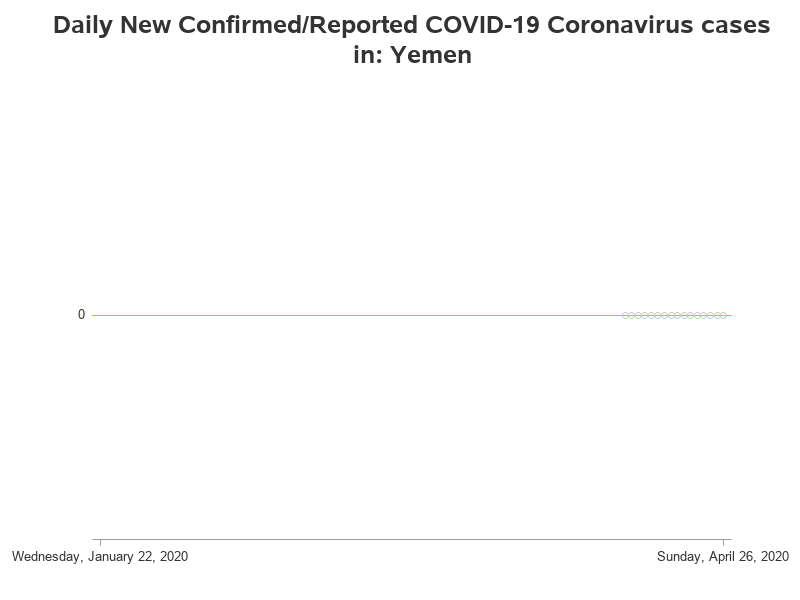 Daily New Confirmed/Reported COVID-19 Coronavirus cases
in: Yemen
0
Wednesday, January 22, 2020
Sunday, April 26, 2020